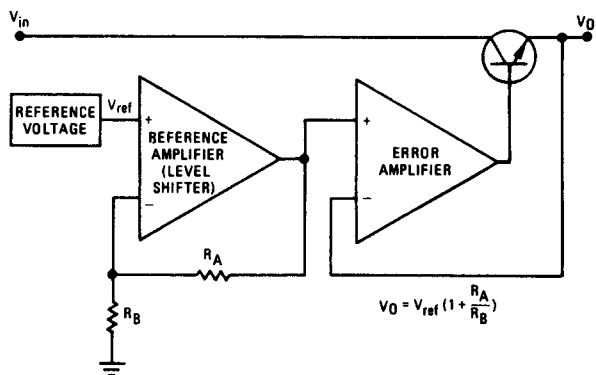 Vin
VO
REFERENCE
VOLTAGE
Vref
+
REFERENCE
AMPLIFIER
(LEVEL
SHIFTER)
−
+
ERROR
AMPLIFIER
−
RA
RB
VO = Vref (1 + RA/RB)